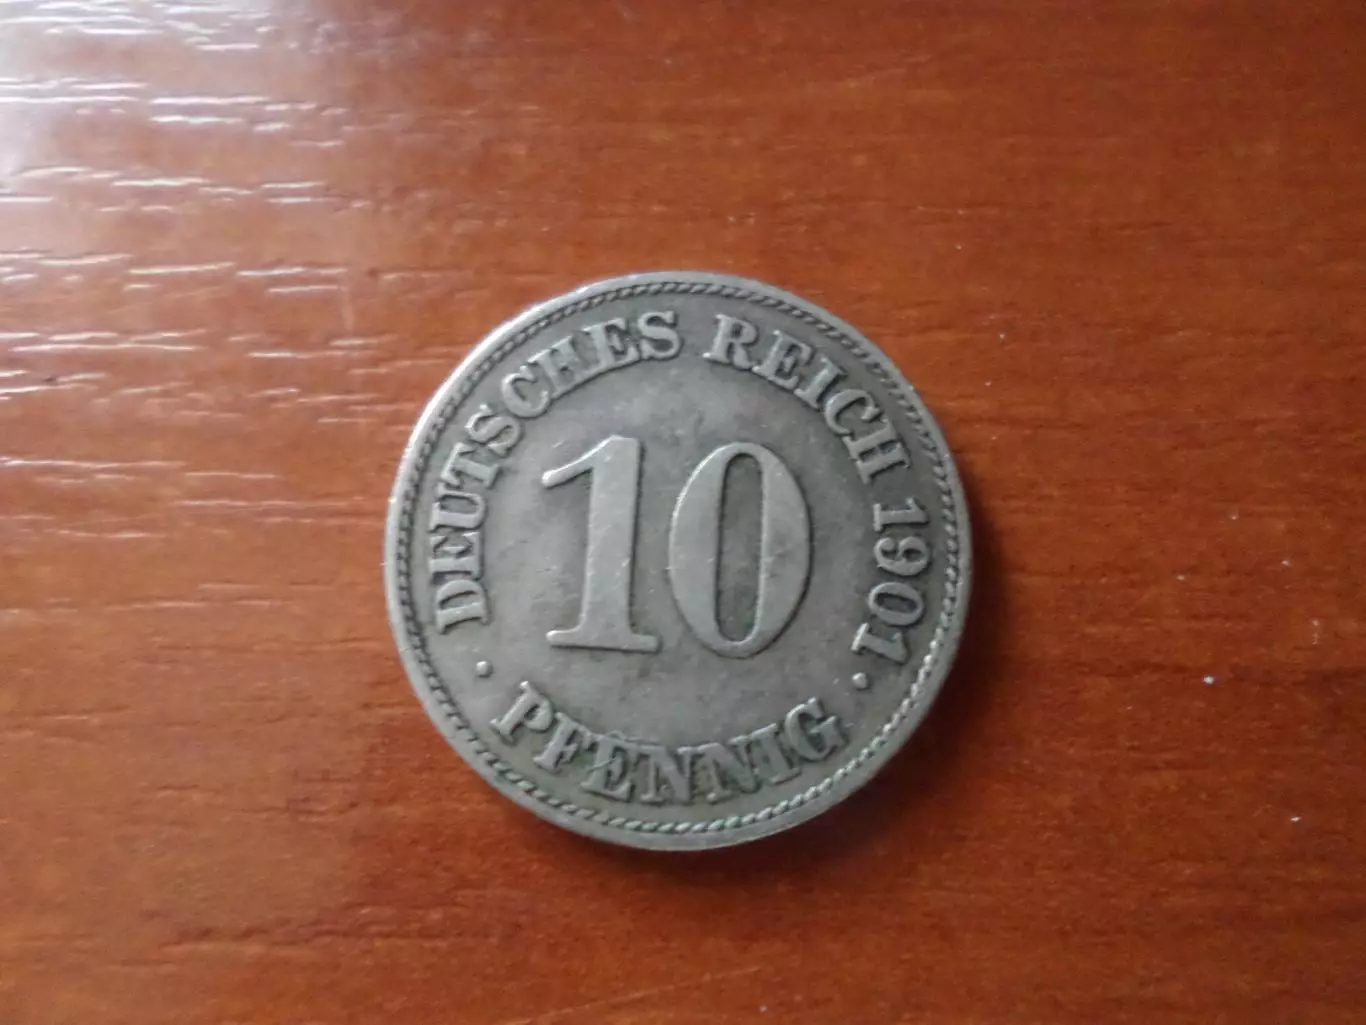 DEUTSCHES REICH 1901
10
· PFENNIG ·